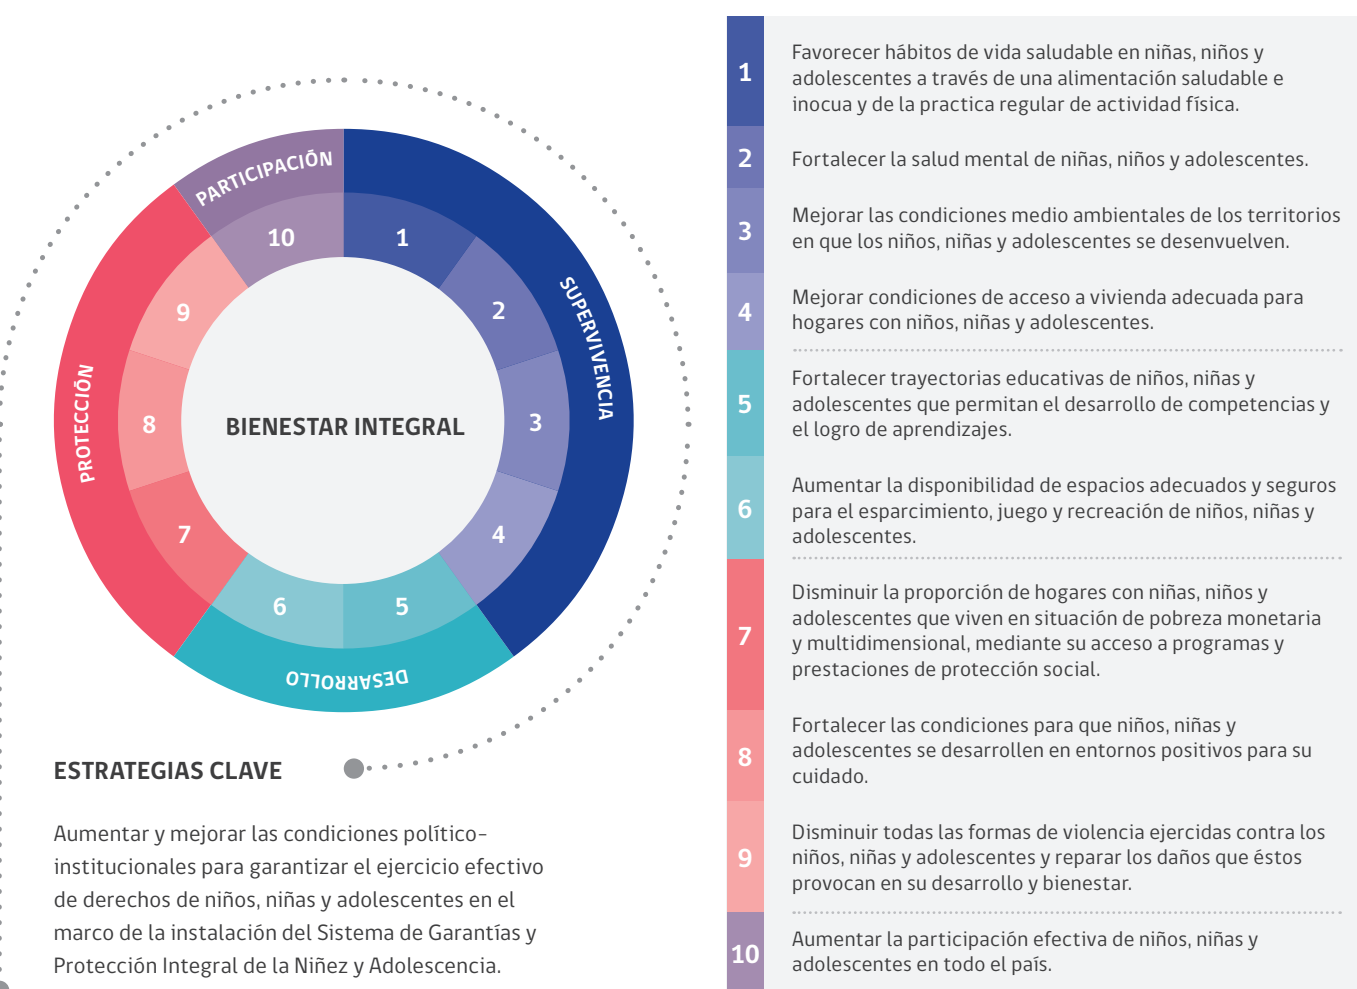 PARTICIPACIÓN
SUPERVIVENCIA
PROTECCIÓN
DESARROLLO
10
1
9
2
8
3
7
4
6
5
BIENESTAR INTEGRAL
ESTRATEGIAS CLAVE
Aumentar y mejorar las condiciones político-
institucionales para garantizar el ejercicio efectivo
de derechos de niños, niñas y adolescentes en el
marco de la instalación del Sistema de Garantías y
Protección Integral de la Niñez y Adolescencia.
1
Favorecer hábitos de vida saludable en niñas, niños y
adolescentes a través de una alimentación saludable e
inocua y de la practica regular de actividad física.
2
Fortalecer la salud mental de niñas, niños y adolescentes.
3
Mejorar las condiciones medio ambientales de los territorios
en que los niños, niñas y adolescentes se desenvuelven.
4
Mejorar condiciones de acceso a vivienda adecuada para
hogares con niños, niñas y adolescentes.
5
Fortalecer trayectorias educativas de niños, niñas y
adolescentes que permitan el desarrollo de competencias y
el logro de aprendizajes.
6
Aumentar la disponibilidad de espacios adecuados y seguros
para el esparcimiento, juego y recreación de niños, niñas y
adolescentes.
7
Disminuir la proporción de hogares con niñas, niños y
adolescentes que viven en situación de pobreza monetaria
y multidimensional, mediante su acceso a programas y
prestaciones de protección social.
8
Fortalecer las condiciones para que niños, niñas y
adolescentes se desarrollen en entornos positivos para su
cuidado.
9
Disminuir todas las formas de violencia ejercidas contra los
niños, niñas y adolescentes y reparar los daños que éstos
provocan en su desarrollo y bienestar.
10
Aumentar la participación efectiva de niños, niñas y
adolescentes en todo el país.